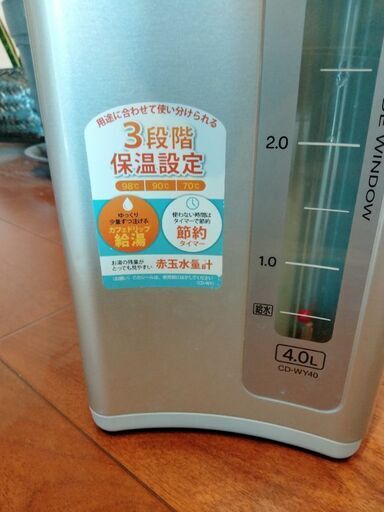 用途に合わせて使い分けられる
3段階
保温設定
98℃ 90℃ 70℃
ゆっくり
少量ずつ注げる
カフェドリップ
給湯
使わない時間は
タイマーで節約
節約
タイマー
お湯の残量が
とっても見やすい
赤玉水量計
2.0
1.0
給水
WINDOW
4.0L
CD-WY40